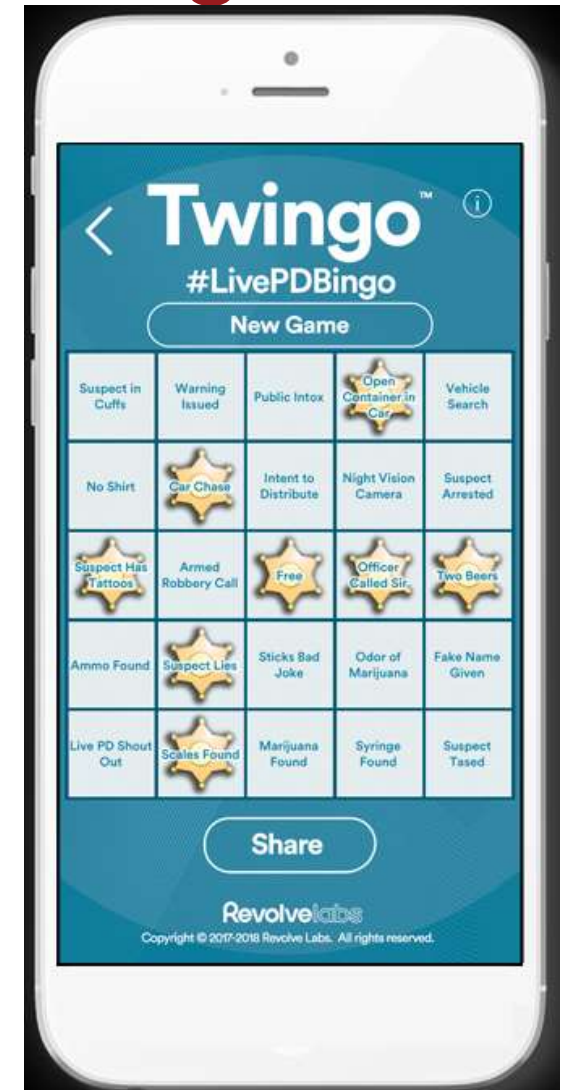 Twingo™
i
#LivePDBingo
New Game
Suspect in
Cuffs
Warning
Issued
Public Intox
Open
Container in
Car
Vehicle
Search
No Shirt
Car Chase
Intent to
Distribute
Night Vision
Camera
Suspect
Arrested
Suspect Has
Tattoos
Armed
Robbery Call
Free
Officer
Called Sir
Two Beers
Ammo Found
Suspect Lies
Sticks Bad
Joke
Odor of
Marijuana
Fake Name
Given
Live PD Shout
Out
Scales Found
Marijuana
Found
Syringe
Found
Suspect
Tased
Share
Revolvelabs
Copyright © 2017-2018 Revolve Labs. All rights reserved.